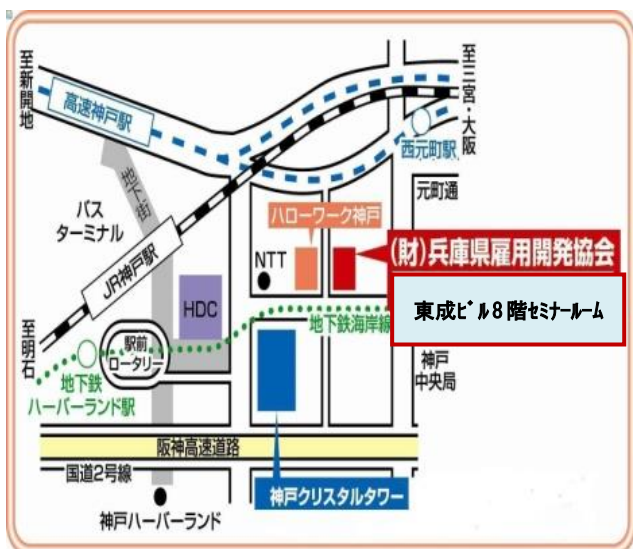 至新開地
高速神戸駅
至三宮・大阪
西元町駅
元町通
地下街
バス
ターミナル
JR神戸駅
ハローワーク神戸
NTT
(財)兵庫県雇用開発協会
東成ビル8階セミナールーム
HDC
地下鉄海岸線
至明石
駅前
ロータリー
地下鉄
ハーバーランド駅
神戸
中央局
阪神高速道路
国道2号線
神戸クリスタルタワー
神戸ハーバーランド